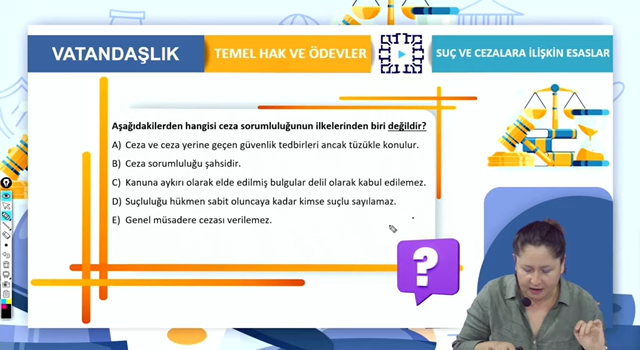 VATANDAŞLIK
TEMEL HAK VE ÖDEVLER
SUÇ VE CEZALARA İLİŞKİN ESASLAR
Aşağıdakilerden hangisi ceza sorumluluğunun ilkelerinden biri değildir?
A) Ceza ve ceza yerine geçen güvenlik tedbirleri ancak tüzükle konulur.
B) Ceza sorumluluğu şahsidir.
C) Kanuna aykırı olarak elde edilmiş bulgular delil olarak kabul edilemez.
D) Suçluluğu hükmen sabit oluncaya kadar kimse suçlu sayılamaz.
E) Genel müsadere cezası verilemez.
?